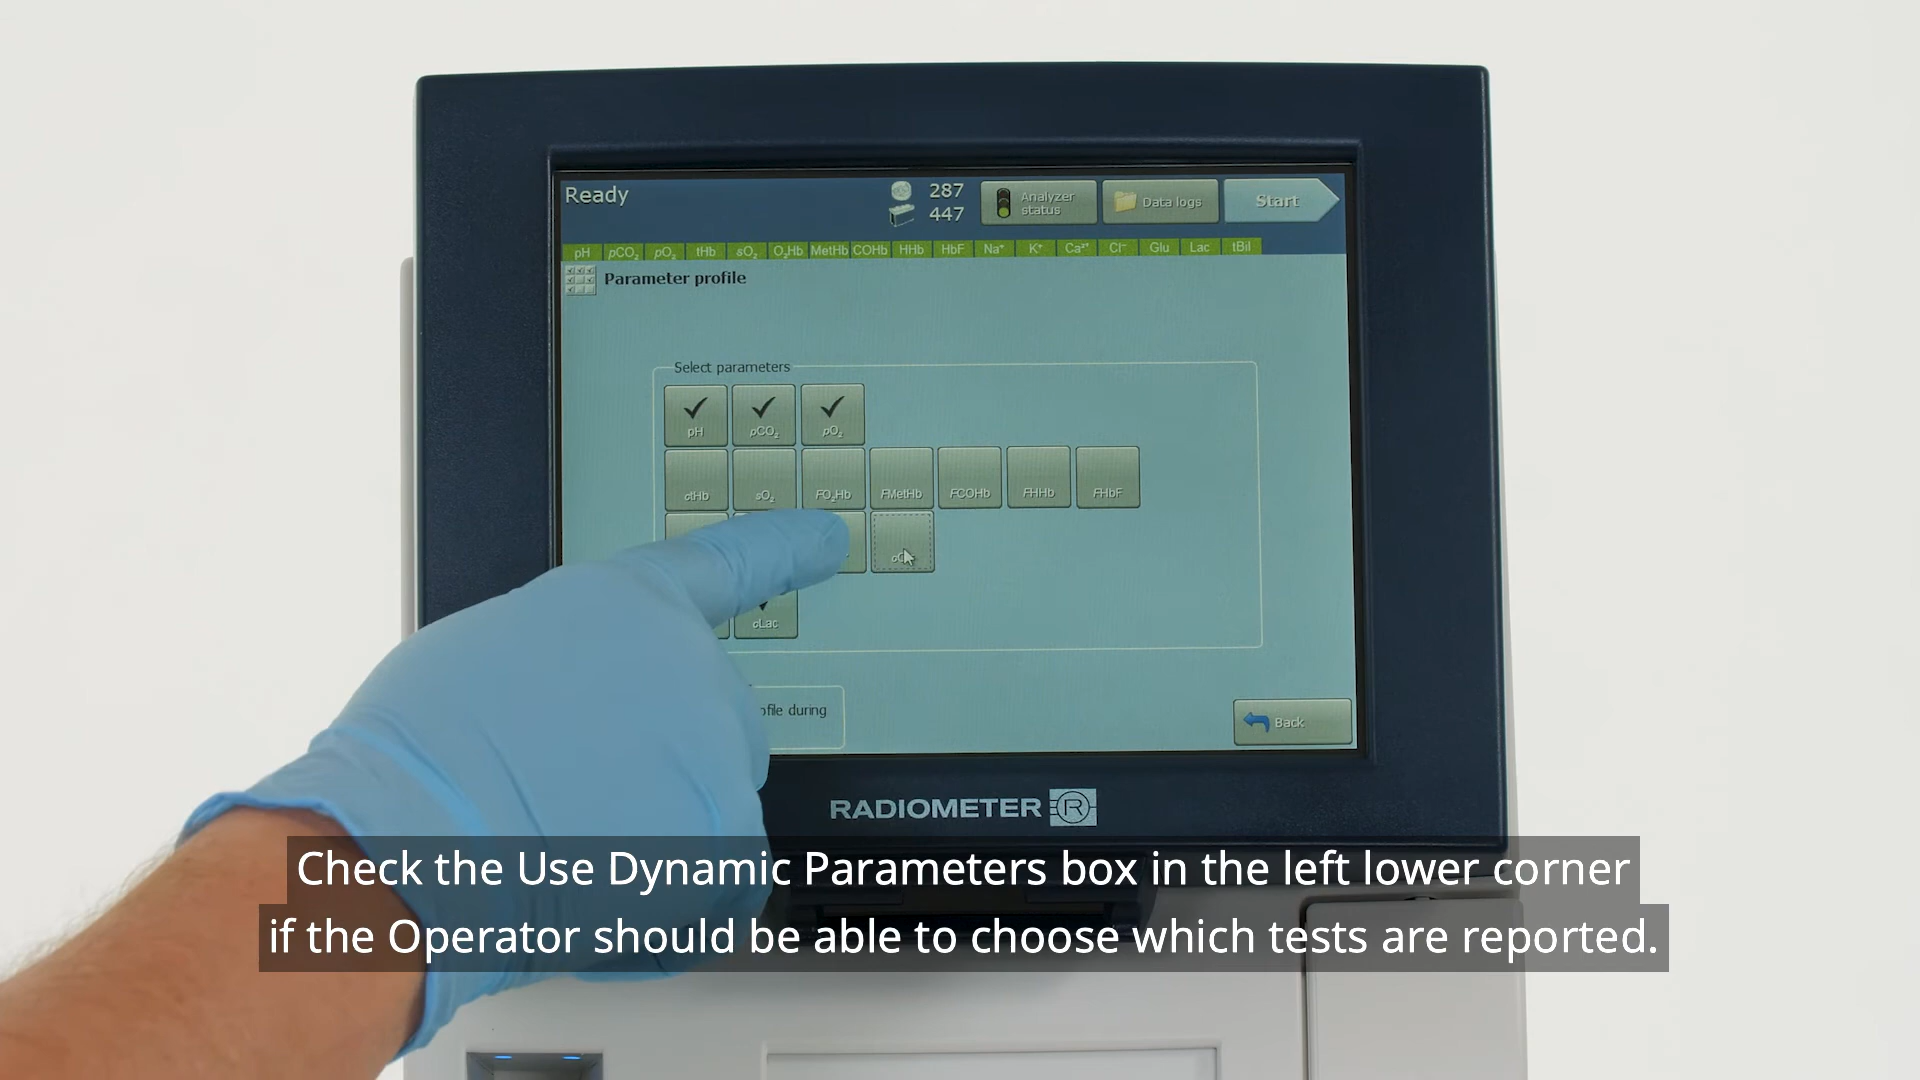 Ready
287
447
Analyzer
status
Data logs
Start
pH pCO₂ pO₂ tHb sO₂ O₂Hb MetHb COHb HHb HbF Na⁺ K⁺ Ca²⁺ Cl⁻ Glu Lac tBil
Parameter profile
Select parameters
pH pCO₂ pO₂
ctHb sO₂ FO₂Hb FMetHb FCOHb FHHb FHbF
cLac
during
Back
RADIOMETER R
Check the Use Dynamic Parameters box in the left lower corner
if the Operator should be able to choose which tests are reported.